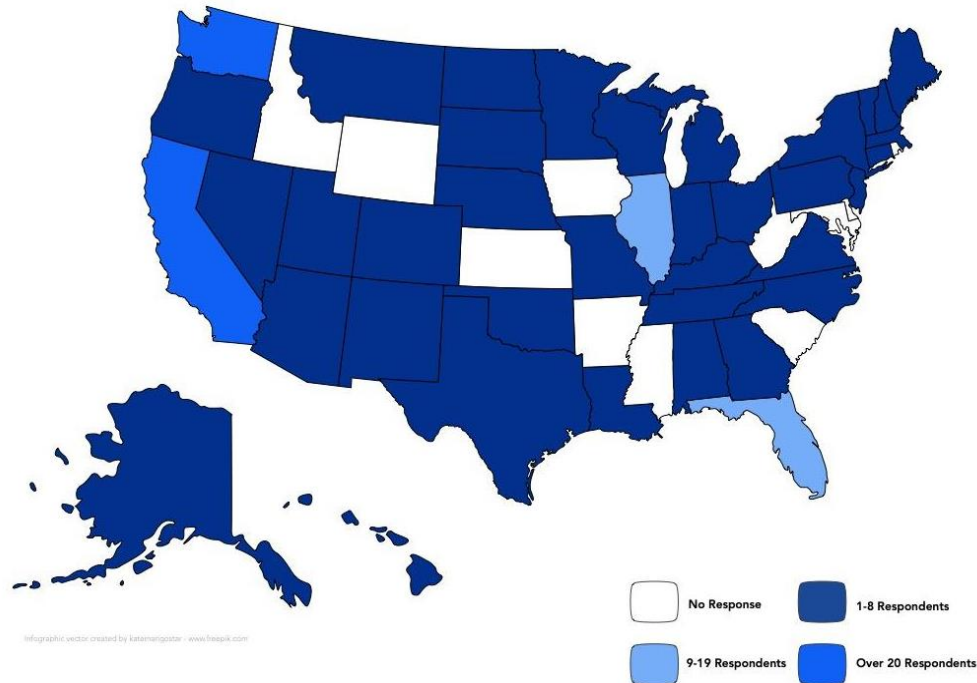 Infographic vector created by katemangostar - www.freepik.com
No Response
1-8 Respondents
9-19 Respondents
Over 20 Respondents